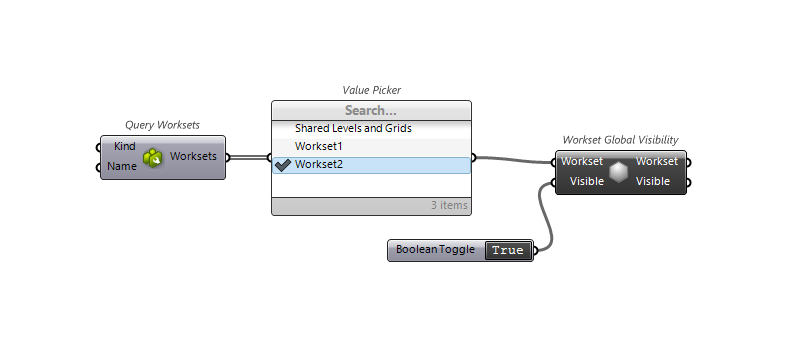 Query Worksets
Kind
Name
Worksets
Value Picker
Search...
Shared Levels and Grids
Workset1
Workset2
3 items
Boolean Toggle
True
Workset Global Visibility
Workset
Visible
Workset
Visible